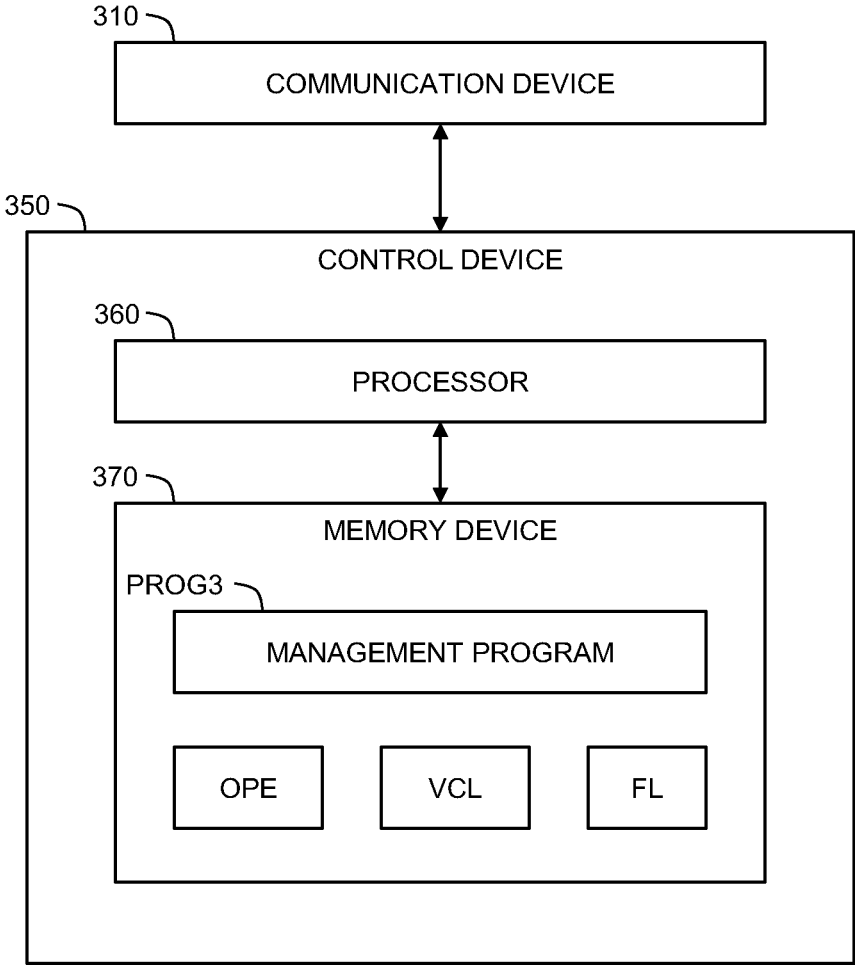 310
COMMUNICATION DEVICE
350
CONTROL DEVICE
360
PROCESSOR
370
MEMORY DEVICE
PROG3
MANAGEMENT PROGRAM
OPE VCL FL